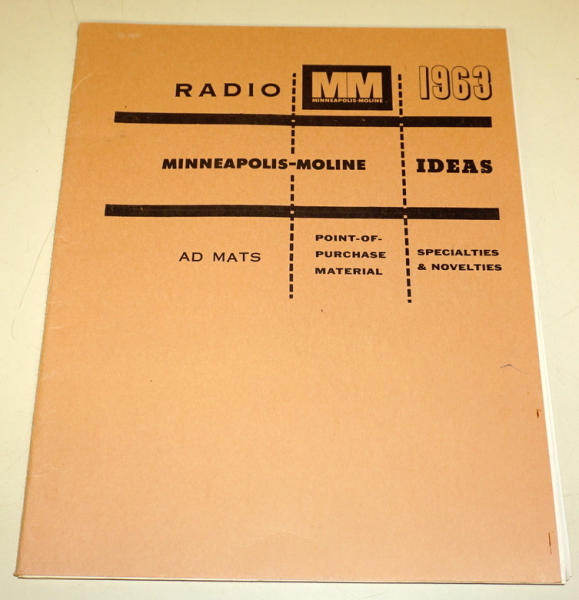 RADIO
MM
MINNEAPOLIS-MOLINE
1963
MINNEAPOLIS-MOLINE
IDEAS
AD MATS
POINT-OF-
PURCHASE
MATERIAL
SPECIALTIES
& NOVELTIES